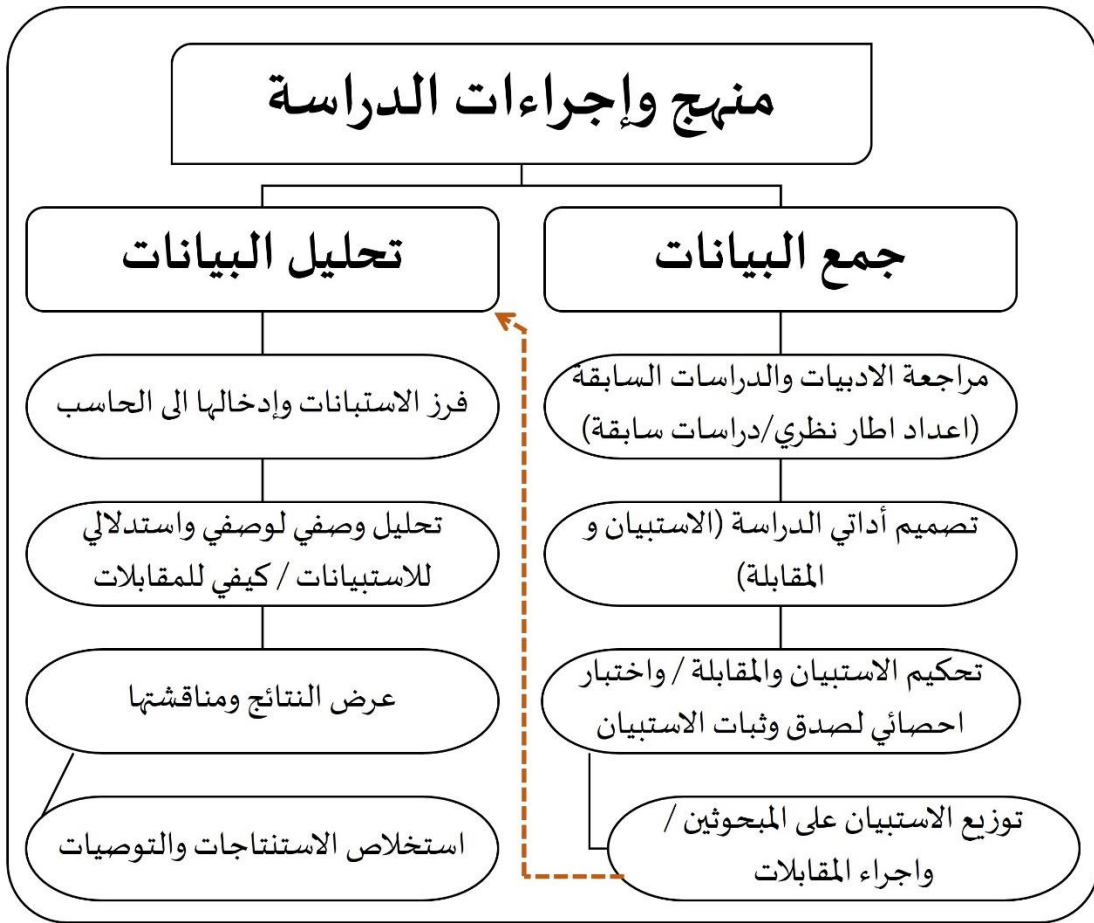 منهج وإجراءات الدراسة
جمع البيانات
مراجعة الادبيات والدراسات السابقة
(اعداد اطار نظري/دراسات سابقة)
تصميم أداتي الدراسة (الاستبيان و
المقابلة)
تحكيم الاستبيان والمقابلة / واختبار
احصائي لصدق وثبات الاستبيان
توزيع الاستبيان على المبحوثين /
واجراء المقابلات
تحليل البيانات
فرز الاستبانات وإدخالها الى الحاسب
تحليل وصفي لوصفي واستدلالي
للاستبيانات / كيفي للمقابلات
عرض النتائج ومناقشتها
استخلاص الاستنتاجات والتوصيات